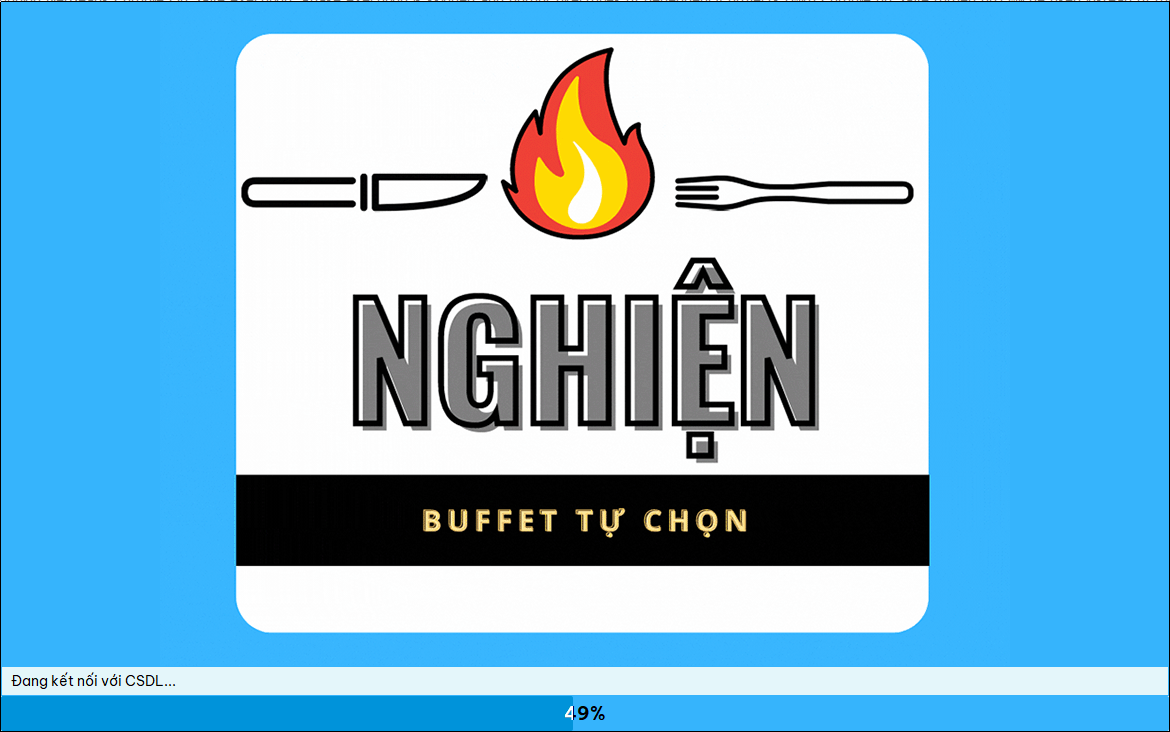 NGHIỆN
BUFFET TỰ CHỌN
Đang kết nối với CSDL...
49%